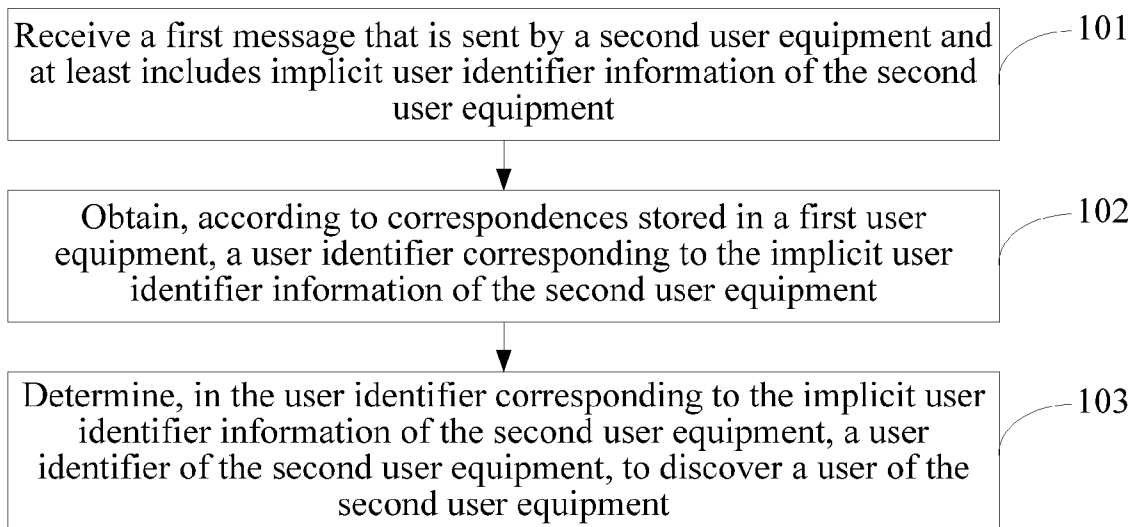 Receive a first message that is sent by a second user equipment and
at least includes implicit user identifier information of the second
user equipment
101
Obtain, according to correspondences stored in a first user
equipment, a user identifier corresponding to the implicit user
identifier information of the second user equipment
102
Determine, in the user identifier corresponding to the implicit user
identifier information of the second user equipment, a user
identifier of the second user equipment, to discover a user of the
second user equipment
103